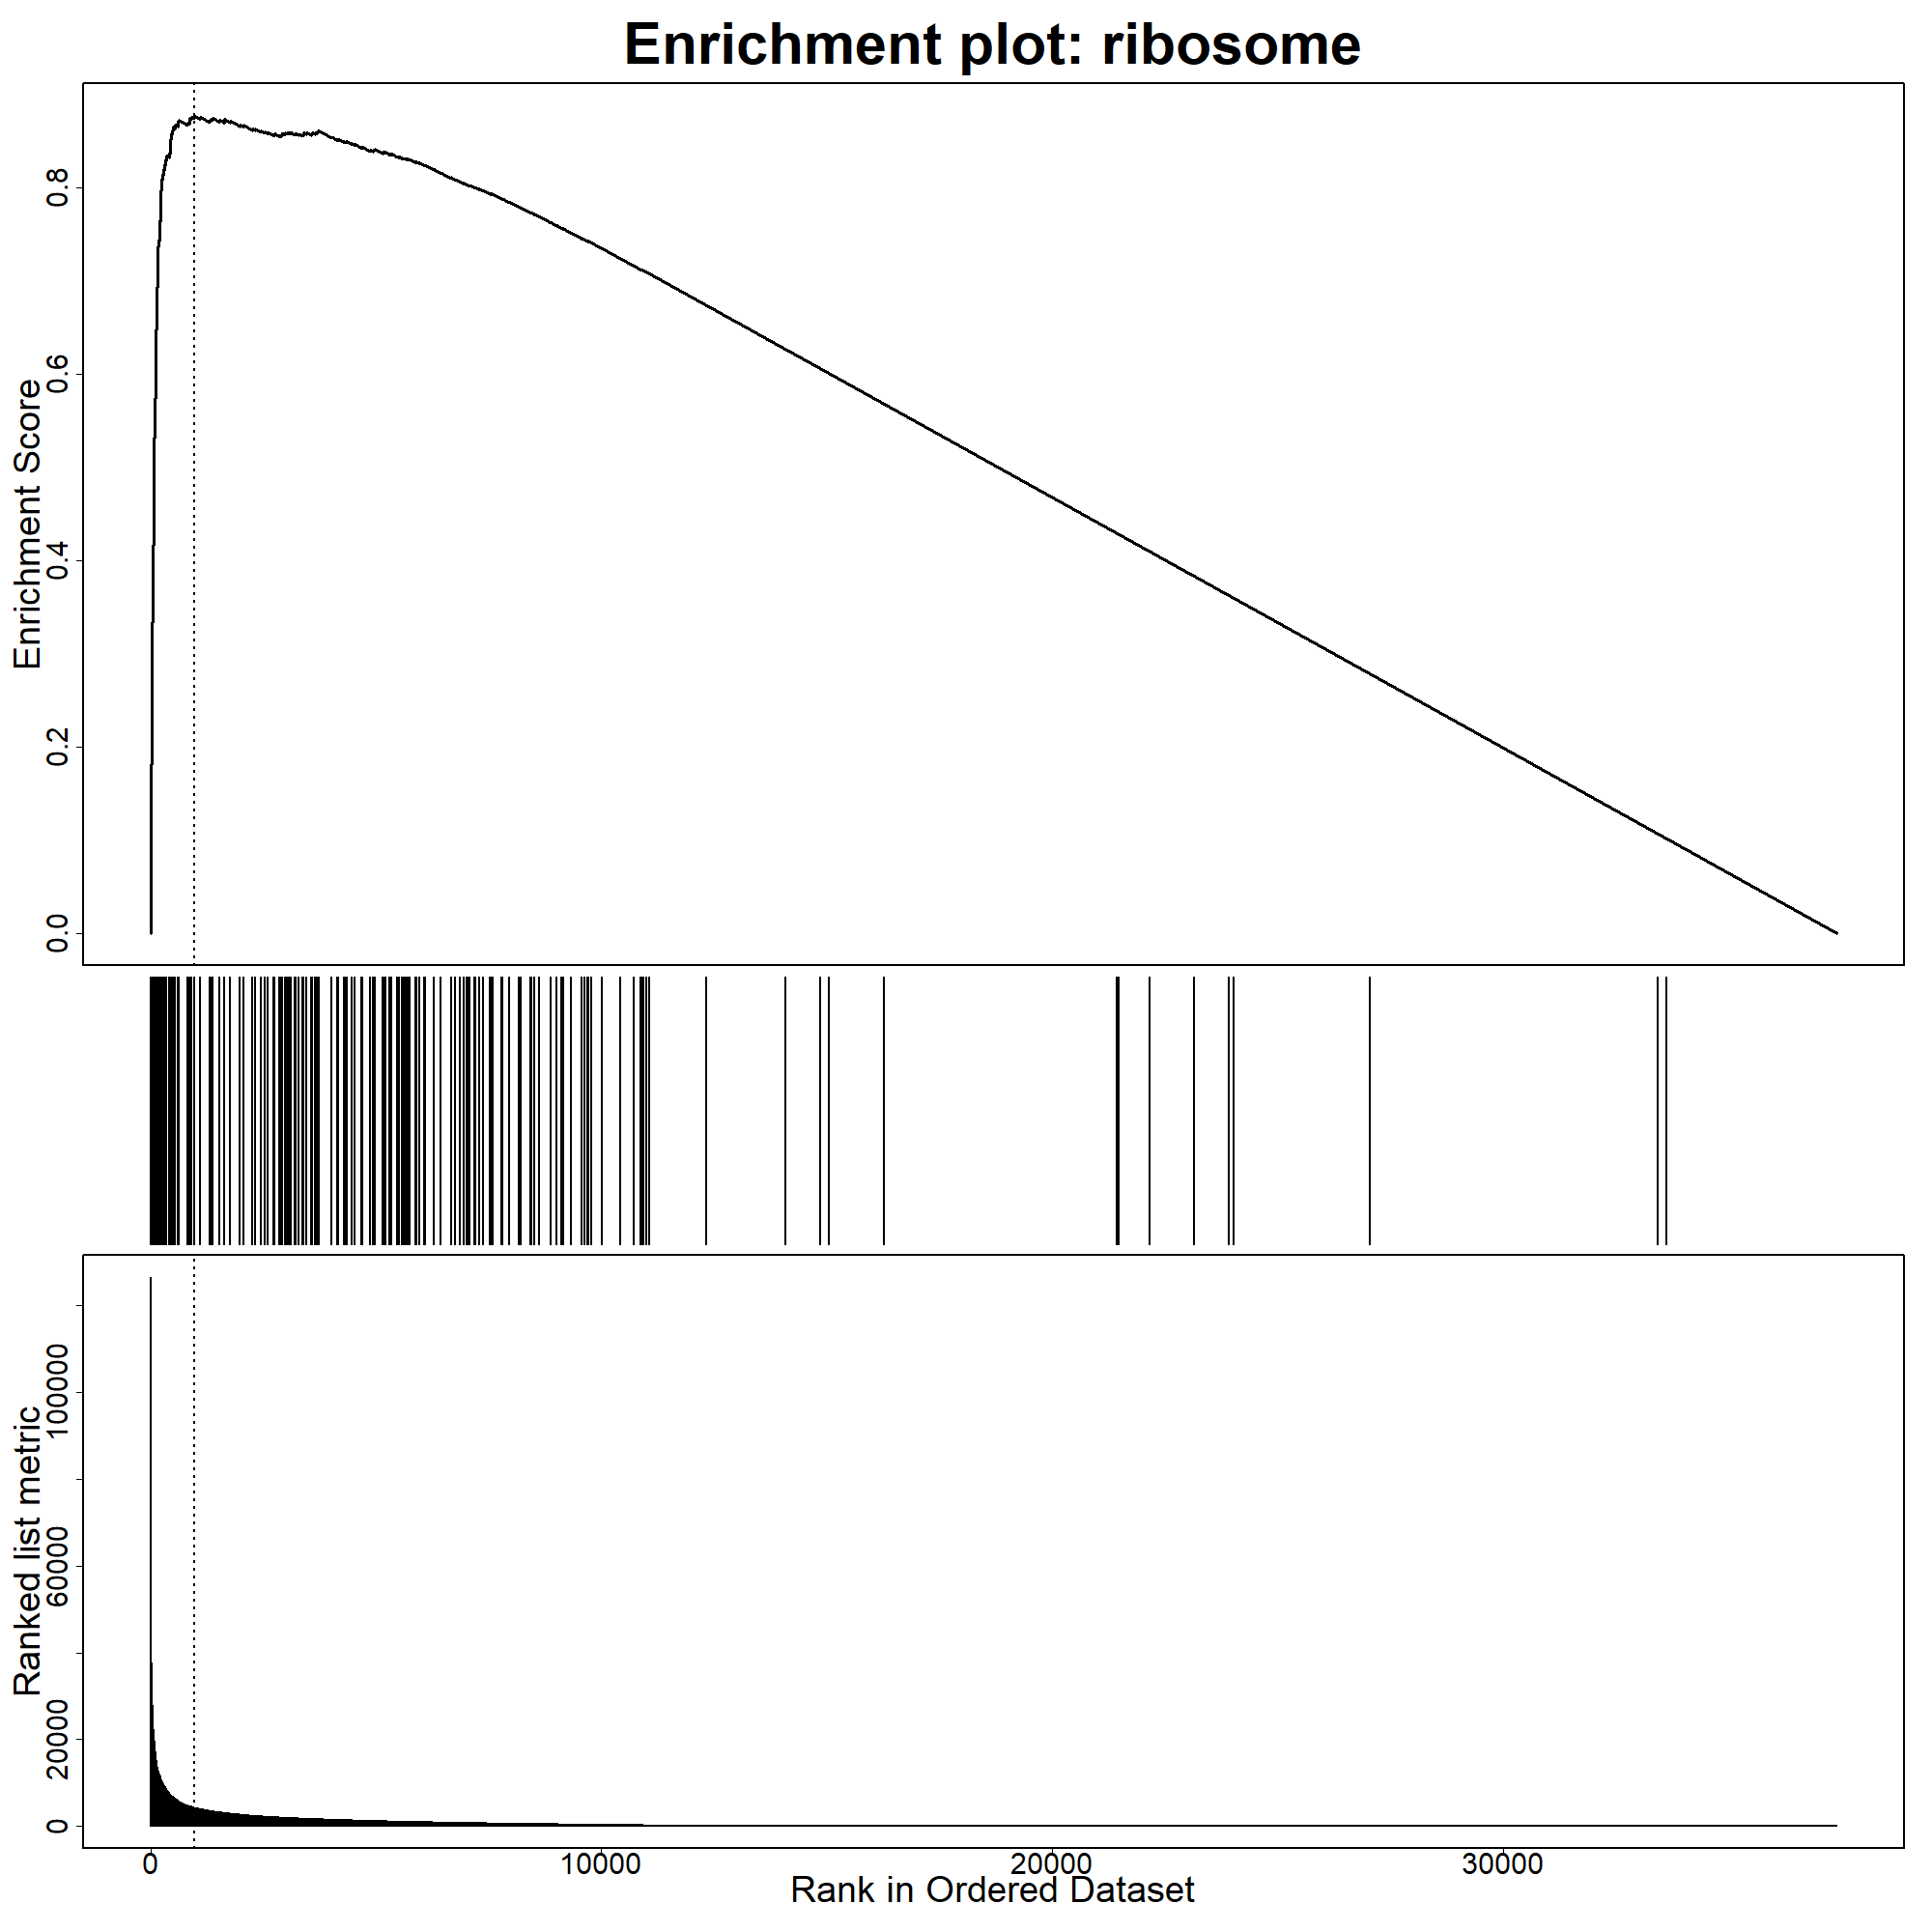 Enrichment plot: ribosome
Enrichment Score
0.8
0.6
0.4
0.2
0.0
Ranked list metric
100000
60000
20000
0
0 10000 20000 30000
Rank in Ordered Dataset